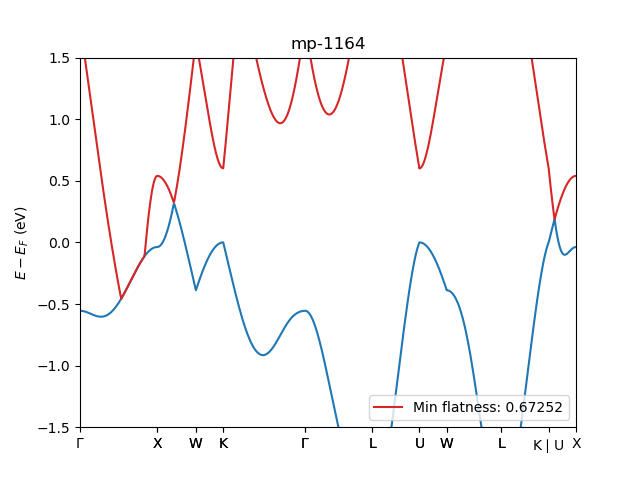 mp-1164
E − E_F (eV)
1.5
1.0
0.5
0.0
−0.5
−1.0
−1.5
Min flatness: 0.67252
Γ X W K Γ L U W L K | U X